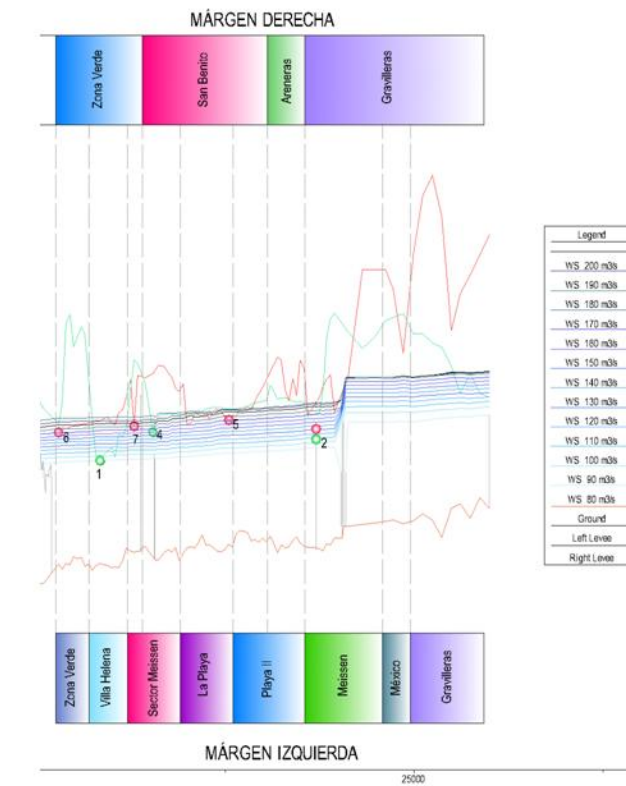 MÁRGEN DERECHA
Zona Verde
San Benito
Areneras
Gravilleras
Legend
WS 200 m3/s
WS 190 m3/s
WS 180 m3/s
WS 170 m3/s
WS 160 m3/s
WS 150 m3/s
WS 140 m3/s
WS 130 m3/s
WS 120 m3/s
WS 110 m3/s
WS 100 m3/s
WS 90 m3/s
WS 80 m3/s
Ground
Left Levee
Right Levee
6
1
7
4
5
2
Zona Verde
Villa Helena
Sector Meissen
La Playa
Playa II
Meissen
México
Gravilleras
MÁRGEN IZQUIERDA
25000